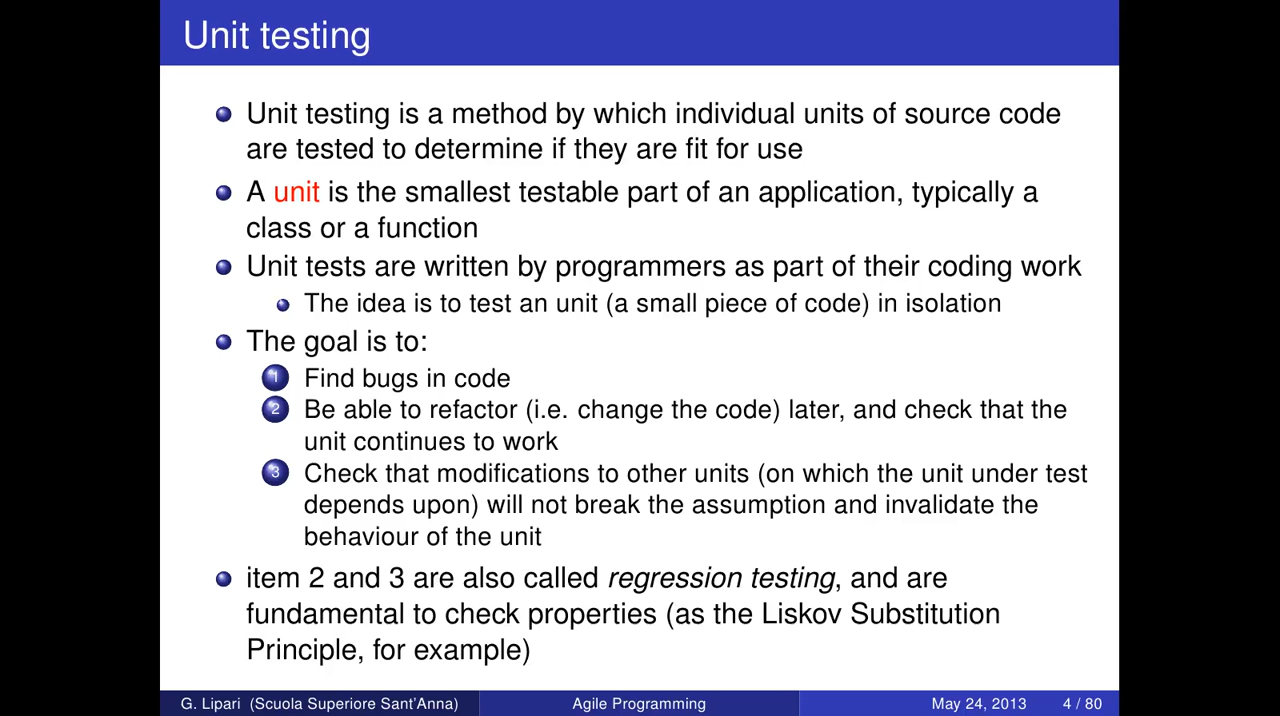 Unit testing
Unit testing is a method by which individual units of source code
are tested to determine if they are fit for use
A unit is the smallest testable part of an application, typically a
class or a function
Unit tests are written by programmers as part of their coding work
The idea is to test an unit (a small piece of code) in isolation
The goal is to:
1 Find bugs in code
2 Be able to refactor (i.e. change the code) later, and check that the
unit continues to work
3 Check that modifications to other units (on which the unit under test
depends upon) will not break the assumption and invalidate the
behaviour of the unit
item 2 and 3 are also called regression testing, and are
fundamental to check properties (as the Liskov Substitution
Principle, for example)
G. Lipari (Scuola Superiore Sant'Anna) Agile Programming May 24, 2013 4 / 80